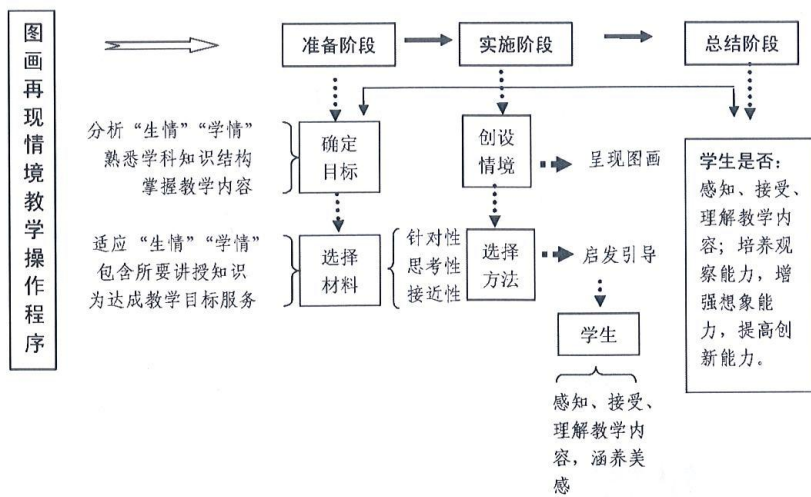 图画再现情境教学操作程序
准备阶段
实施阶段
总结阶段
分析“生情”“学情”
熟悉学科知识结构
掌握教学内容
确定
目标
创设
情境
呈现图画
适应“生情”“学情”
包含所要讲授知识
为达成教学目标服务
选择
材料
针对性
思考性
接近性
选择
方法
启发引导
学生
感知、接受、
理解教学内
容，涵养美
感
学生是否：
感知、接受、
理解教学内
容；培养观
察能力，增
强想象能
力，提高创
新能力。